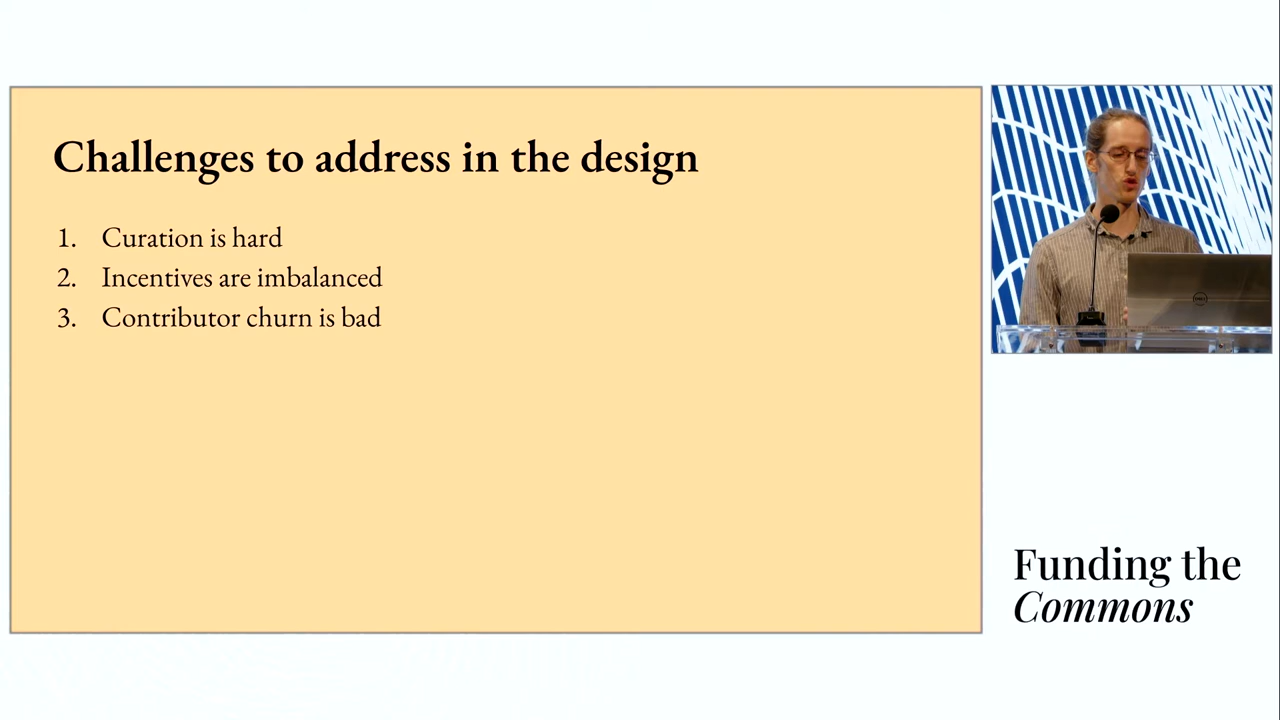 Challenges to address in the design
1. Curation is hard
2. Incentives are imbalanced
3. Contributor churn is bad
DELL
Funding the
Commons